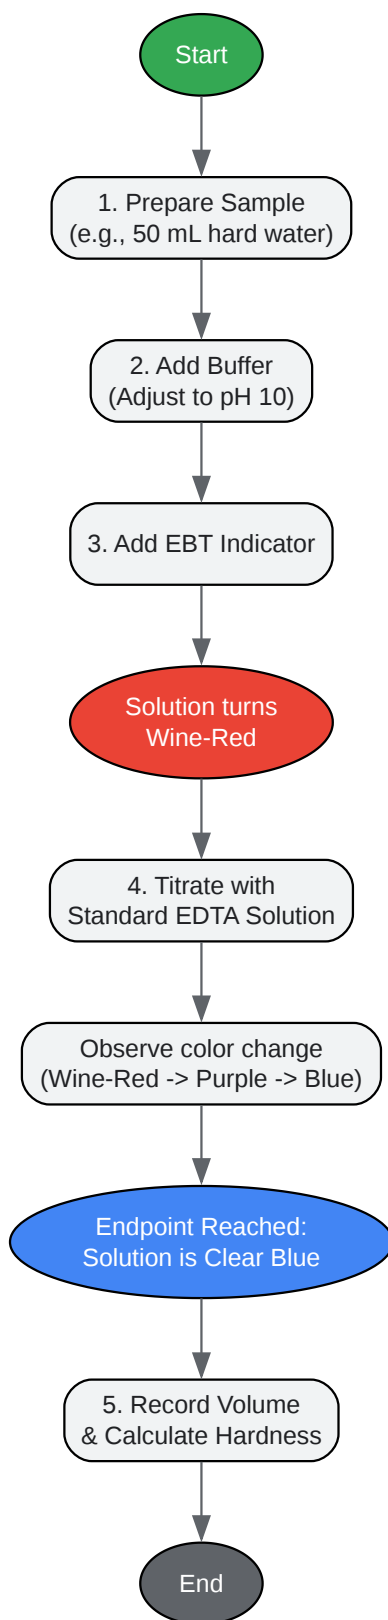 Start
1. Prepare Sample
(e.g., 50 mL hard water)
2. Add Buffer
(Adjust to pH 10)
3. Add EBT Indicator
Solution turns
Wine-Red
4. Titrate with
Standard EDTA Solution
Observe color change
(Wine-Red -> Purple -> Blue)
Endpoint Reached:
Solution is Clear Blue
5. Record Volume
& Calculate Hardness
End